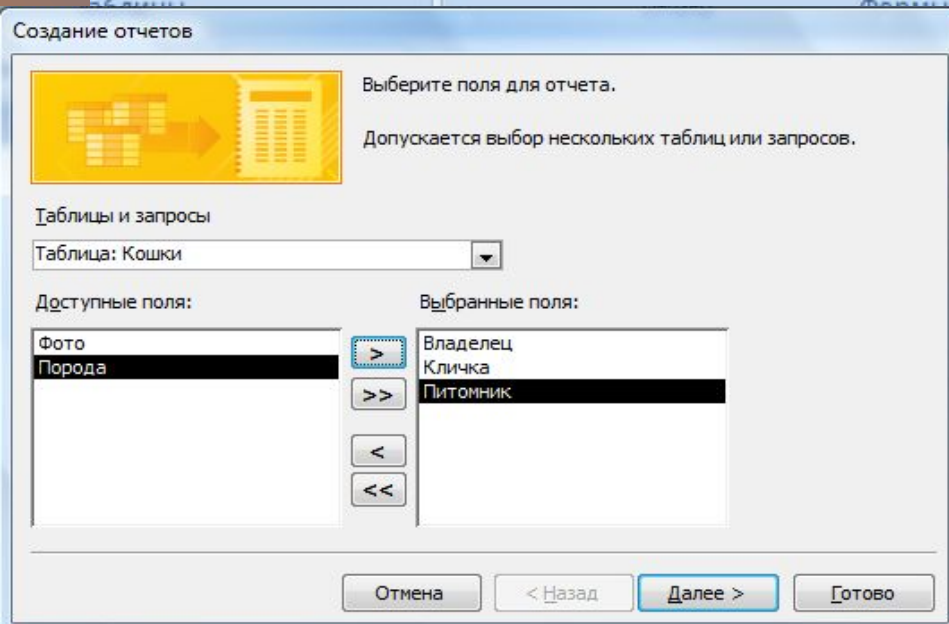 Создание отчетов
Выберите поля для отчета.
Допускается выбор нескольких таблиц или запросов.
Таблицы и запросы
Таблица: Кошки
Доступные поля:
Выбранные поля:
Фото
Порода
>
>>
<
<<
Владелец
Кличка
Питомник
Отмена
< Назад
Далее >
Готово